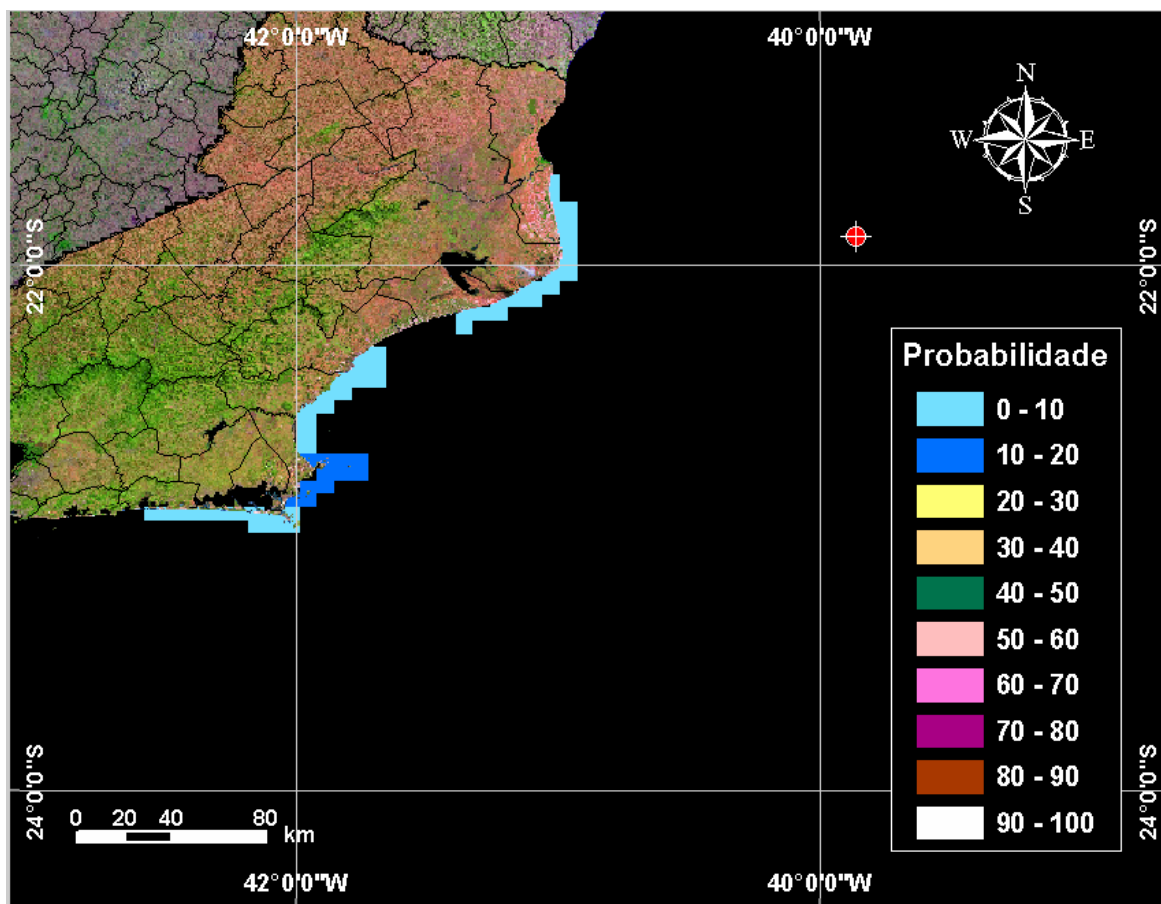 42°0'0"W
40°0'0"W
N
W
E
S
22°0'0"S
22°0'0"S
Probabilidade
0 - 10
10 - 20
20 - 30
30 - 40
40 - 50
50 - 60
60 - 70
70 - 80
80 - 90
90 - 100
24°0'0"S
24°0'0"S
0 20 40 80
km
42°0'0"W
40°0'0"W